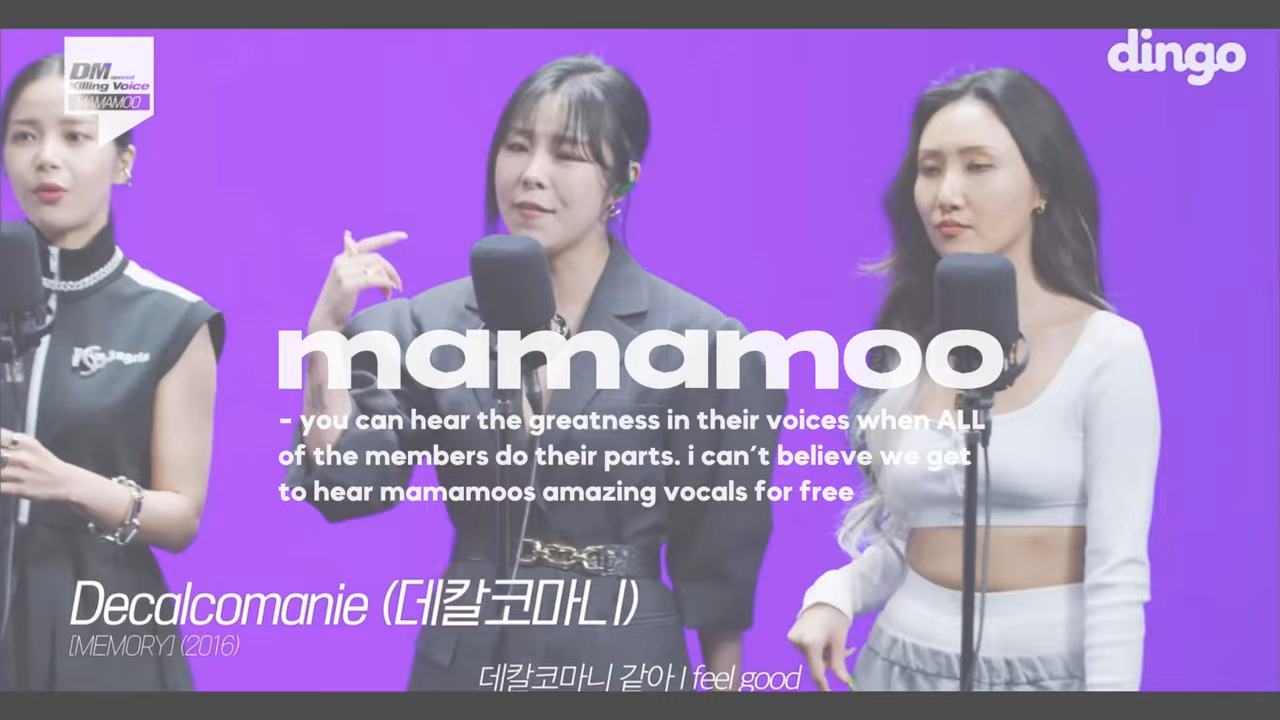 dingo
DM special
Killing Voice
MAMAMOO
mamamoo
- you can hear the greatness in their voices when ALL
of the members do their parts. i can't believe we get
to hear mamamoos amazing vocals for free
Decalcomanie (데칼코마니)
[MEMORY] (2016)
데칼코마니 같아 I feel good